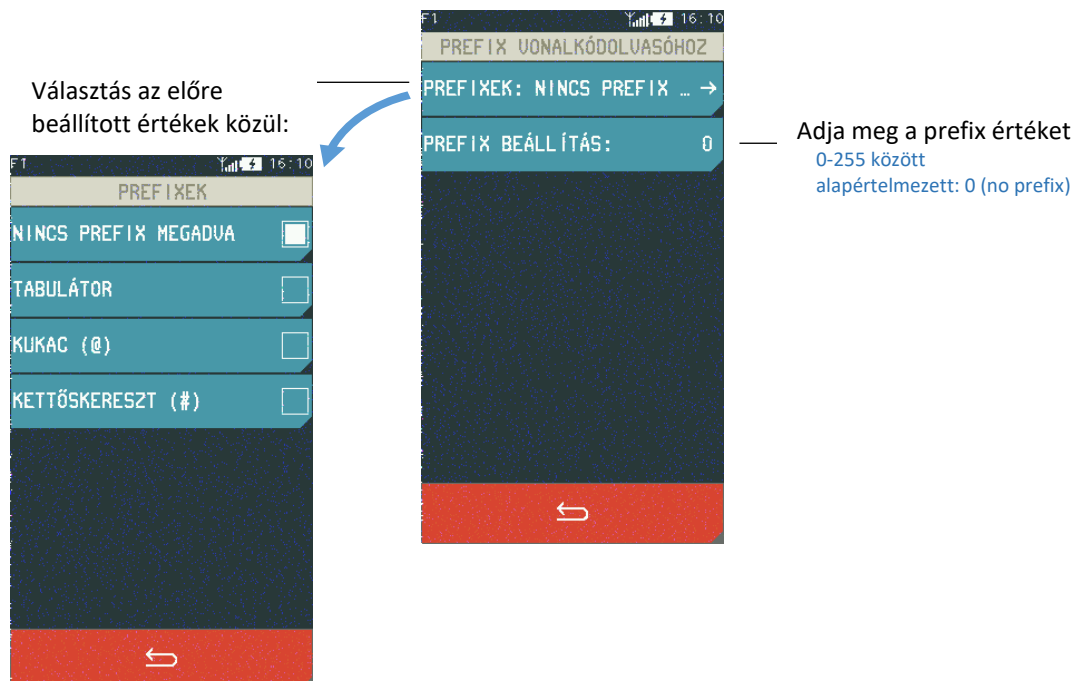 F1 16:10
PREFIX VONALKÓDOLVASÓHOZ
PREFIXEK: NINCS PREFIX … →
PREFIX BEÁLLÍTÁS: 0
Adja meg a prefix értéket
0-255 között
alapértelmezett: 0 (no prefix)
Választás az előre
beállított értékek közül:
F1 16:10
PREFIXEK
NINCS PREFIX MEGADVA
TABULÁTOR
KUKAC (@)
KETTŐSKERESZT (#)